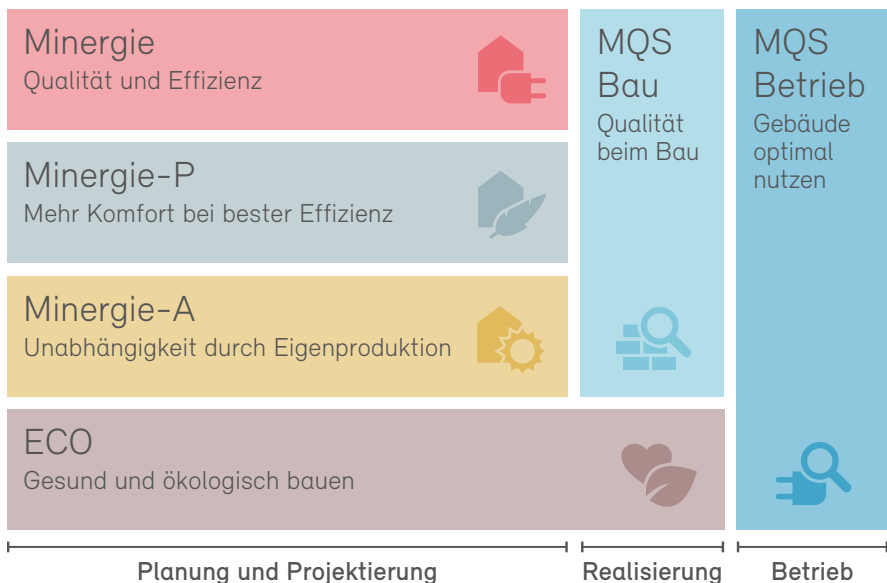 Minergie
Qualität und Effizienz
Minergie-P
Mehr Komfort bei bester Effizienz
Minergie-A
Unabhängigkeit durch Eigenproduktion
ECO
Gesund und ökologisch bauen
MQS
Bau
Qualität
beim Bau
MQS
Betrieb
Gebäude
optimal
nutzen
Planung und Projektierung
Realisierung
Betrieb